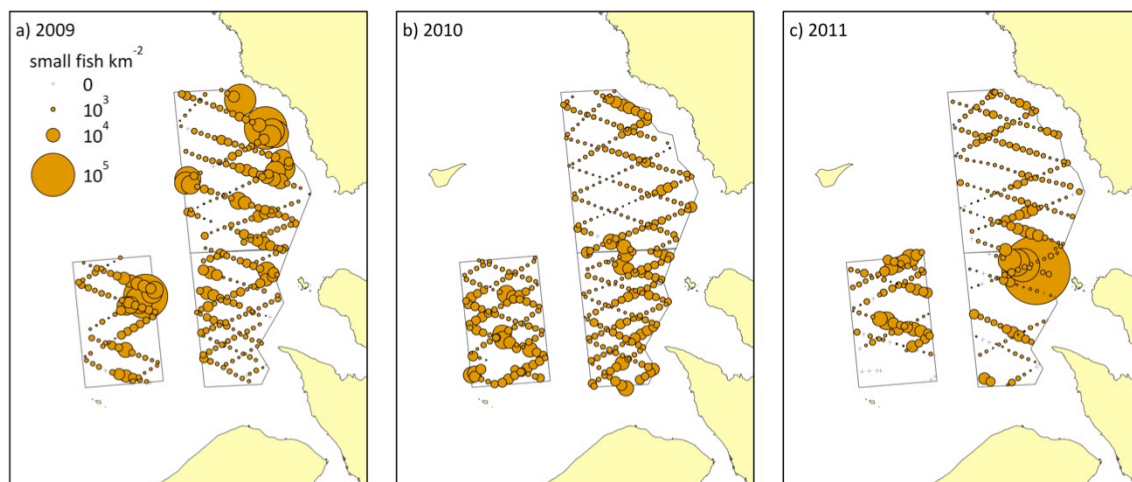 a) 2009
small fish km⁻²
0
10³
10⁴
10⁵
b) 2010
c) 2011